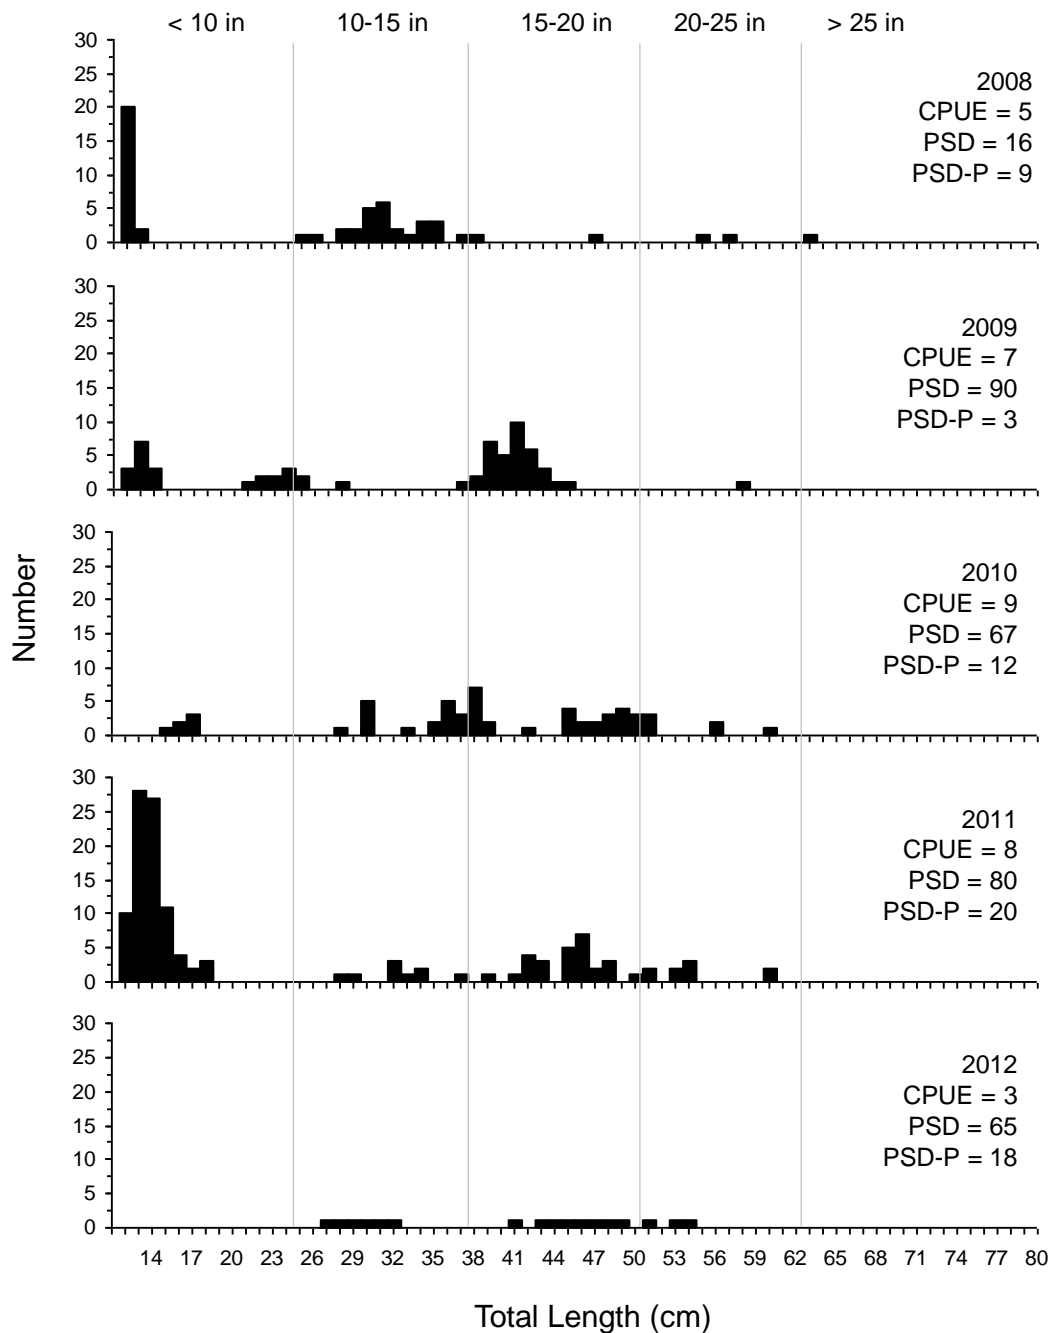 < 10 in 10-15 in 15-20 in 20-25 in > 25 in
30
25
20
15
10
5
0
2008
CPUE = 5
PSD = 16
PSD-P = 9
30
25
20
15
10
5
0
2009
CPUE = 7
PSD = 90
PSD-P = 3
Number
30
25
20
15
10
5
0
2010
CPUE = 9
PSD = 67
PSD-P = 12
30
25
20
15
10
5
0
2011
CPUE = 8
PSD = 80
PSD-P = 20
30
25
20
15
10
5
0
2012
CPUE = 3
PSD = 65
PSD-P = 18
14 17 20 23 26 29 32 35 38 41 44 47 50 53 56 59 62 65 68 71 74 77 80
Total Length (cm)